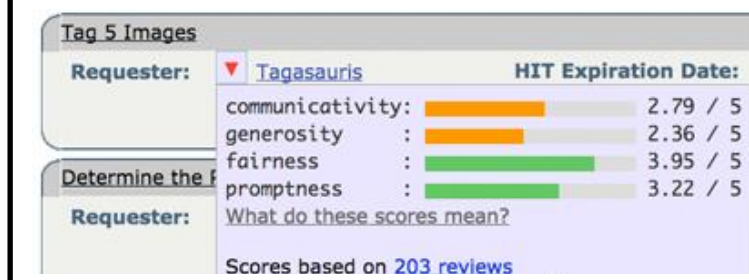 Tag 5 Images
Requester: ▼ Tagasauris HIT Expiration Date:
communicativity: 2.79 / 5
generosity : 2.36 / 5
fairness : 3.95 / 5
promptness : 3.22 / 5
What do these scores mean?
Scores based on 203 reviews
Determine the
Requester: